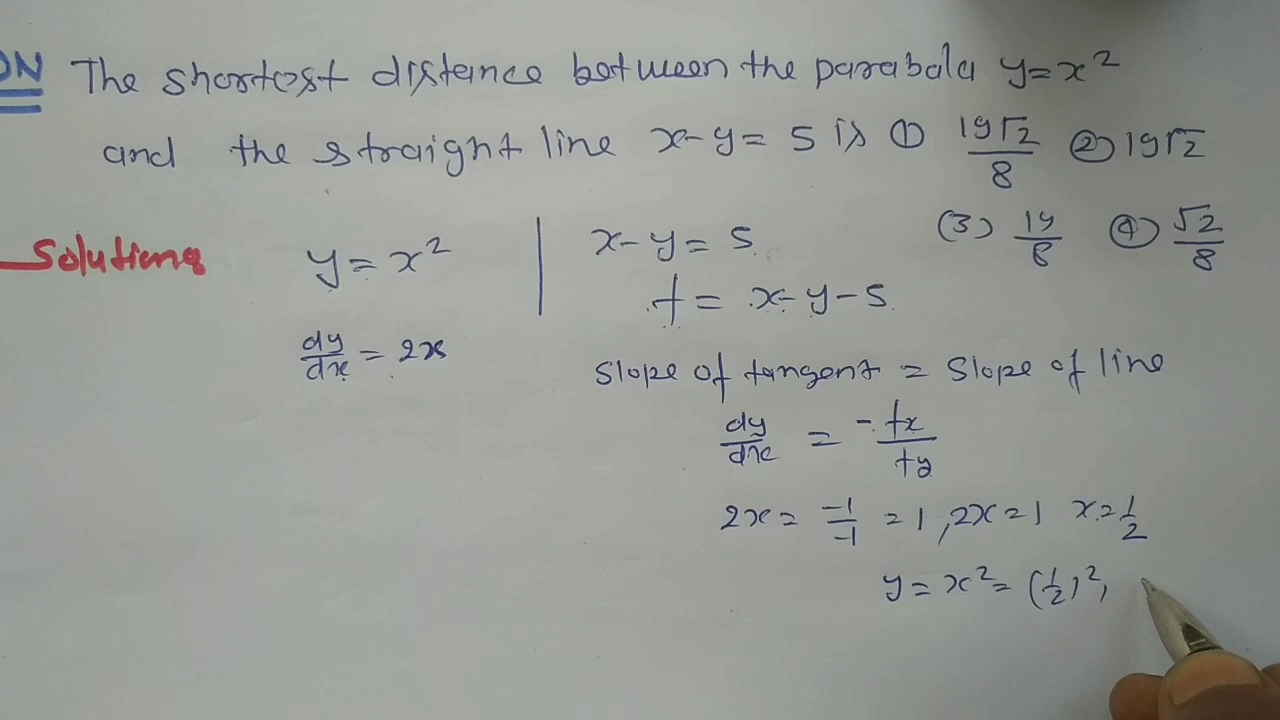 ON The shortest distance between the parabala y=x²
and the straight line x-y=5 is ① 19√2/8 ② 19√2
(3) 19/8 ④ √2/8
Solutions y=x² | x-y=5
f = x-y-5
dy/dx = 2x
slope of tangent = slope of line
dy/dx = -fx/fy
2x = -1/-1 = 1, 2x=1 x=1/2
y=x²=(1/2)²,